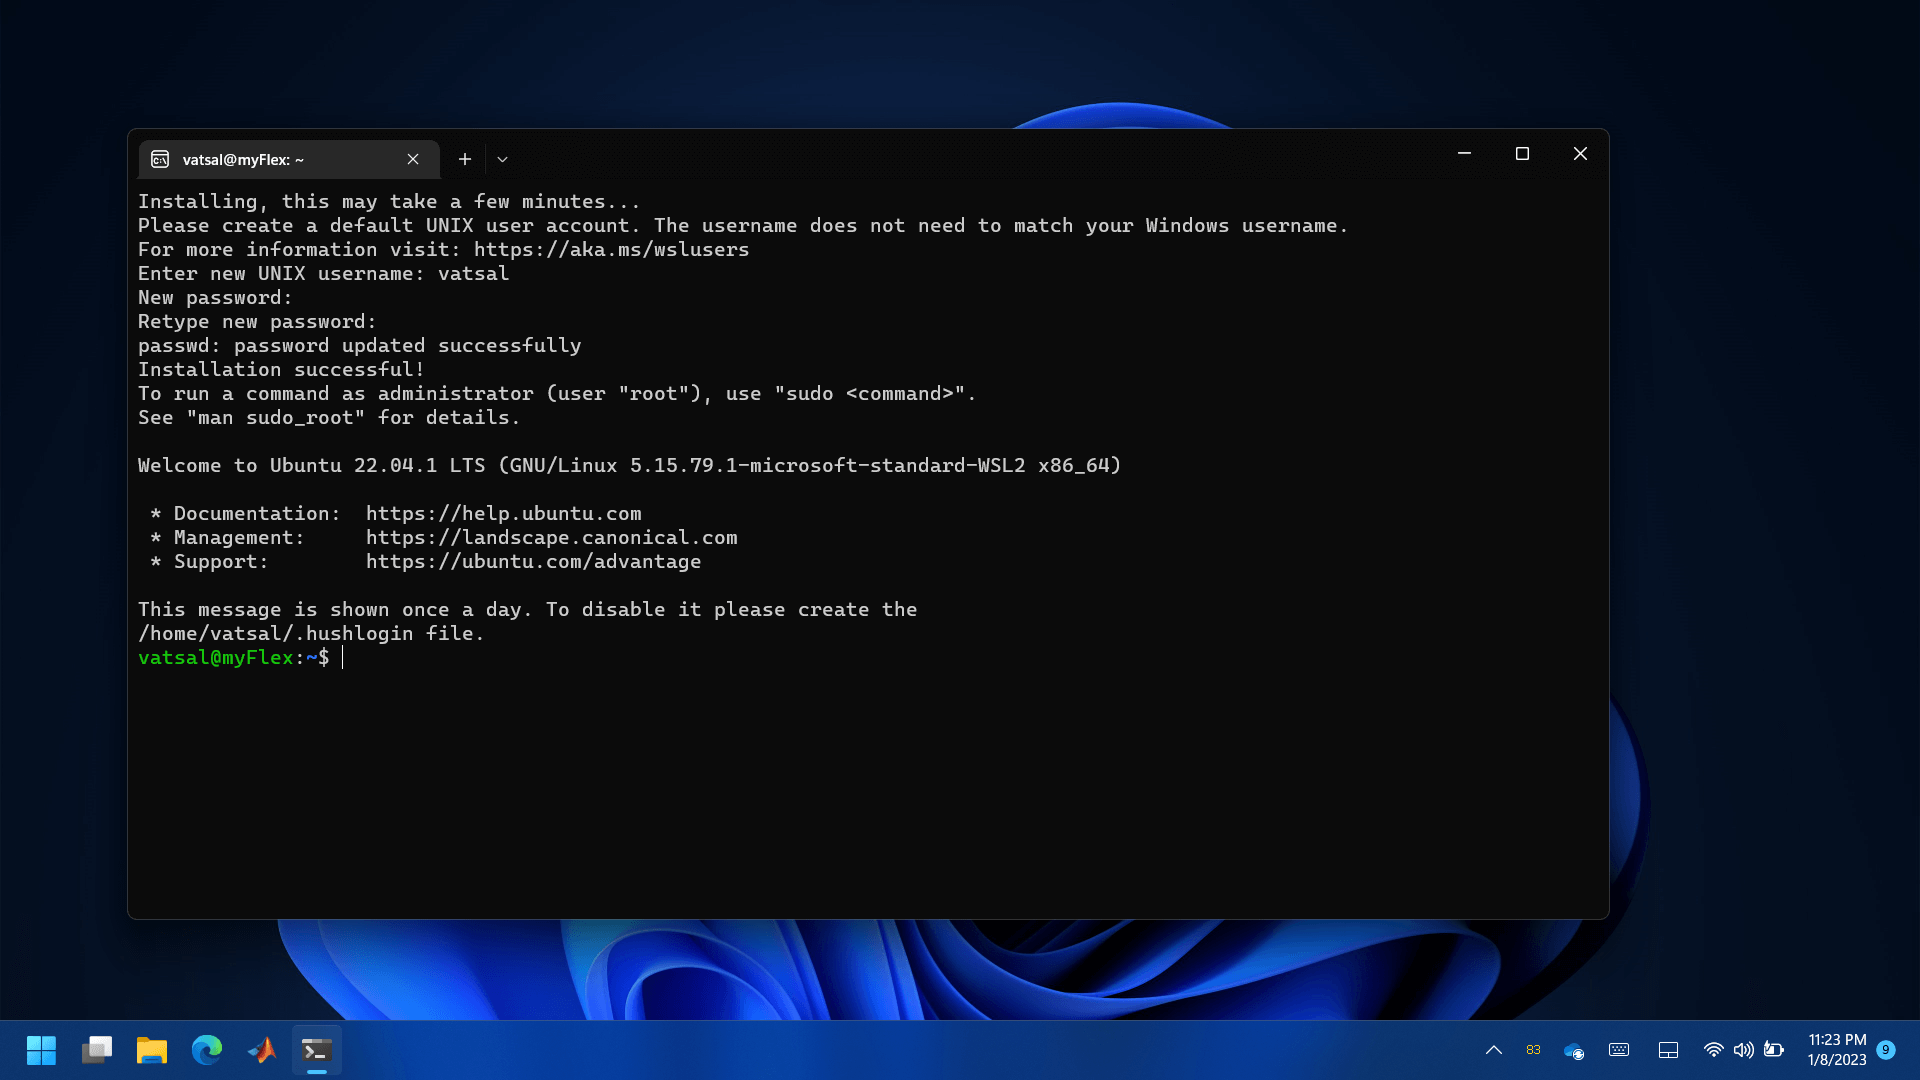 vatsal@myFlex: ~
Installing, this may take a few minutes...
Please create a default UNIX user account. The username does not need to match your Windows username.
For more information visit: https://aka.ms/wslusers
Enter new UNIX username: vatsal
New password:
Retype new password:
passwd: password updated successfully
Installation successful!
To run a command as administrator (user "root"), use "sudo <command>".
See "man sudo_root" for details.
Welcome to Ubuntu 22.04.1 LTS (GNU/Linux 5.15.79.1-microsoft-standard-WSL2 x86_64)
* Documentation: https://help.ubuntu.com
* Management: https://landscape.canonical.com
* Support: https://ubuntu.com/advantage
This message is shown once a day. To disable it please create the
/home/vatsal/.hushlogin file.
vatsal@myFlex:~$
83
11:23 PM
1/8/2023
9